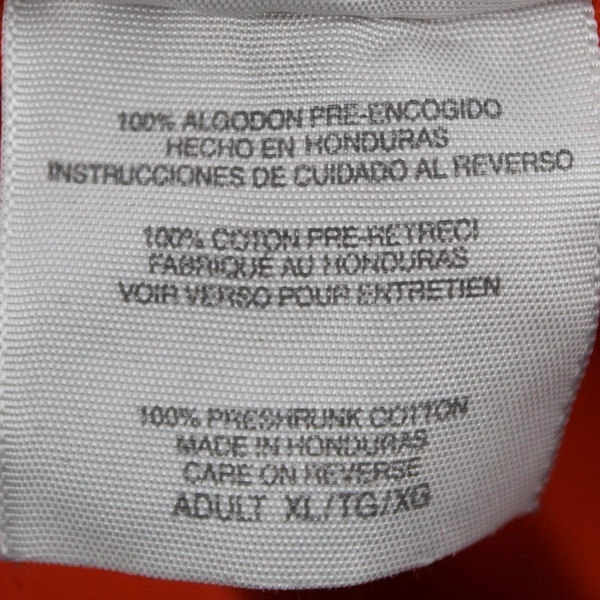 100% ALGODON PRE-ENCOGIDO
HECHO EN HONDURAS
INSTRUCCIONES DE CUIDADO AL REVERSO
100% COTON PRE-RETRECI
FABRIQUÉ AU HONDURAS
VOIR VERSO POUR ENTRETIEN
100% PRESHRUNK COTTON
MADE IN HONDURAS
CARE ON REVERSE
ADULT XL/TG/XG